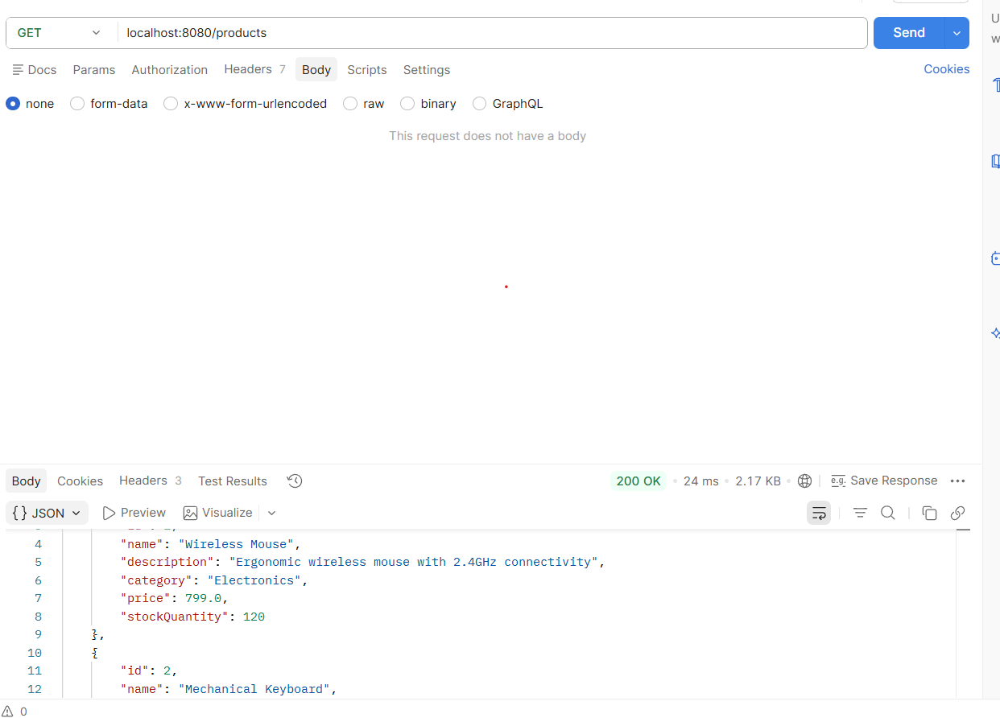 GET localhost:8080/products Send
U
w
Docs Params Authorization Headers 7 Body Scripts Settings Cookies
none form-data x-www-form-urlencoded raw binary GraphQL
This request does not have a body
Body Cookies Headers 3 Test Results 200 OK • 24 ms • 2.17 KB • e.g. Save Response
{} JSON Preview Visualize
4 "name": "Wireless Mouse",
5 "description": "Ergonomic wireless mouse with 2.4GHz connectivity",
6 "category": "Electronics",
7 "price": 799.0,
8 "stockQuantity": 120
9 },
10 {
11 "id": 2,
12 "name": "Mechanical Keyboard",
0